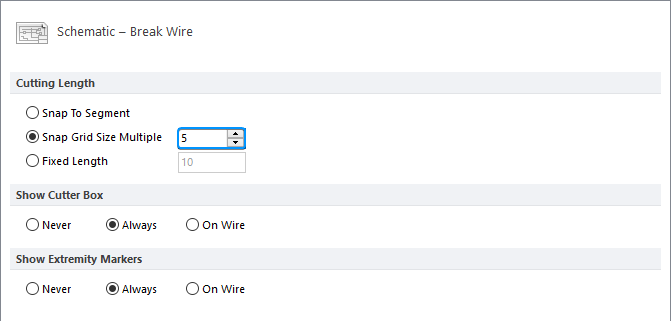 Schematic – Break Wire
Cutting Length
Snap To Segment
Snap Grid Size Multiple 5
Fixed Length 10
Show Cutter Box
Never Always On Wire
Show Extremity Markers
Never Always On Wire